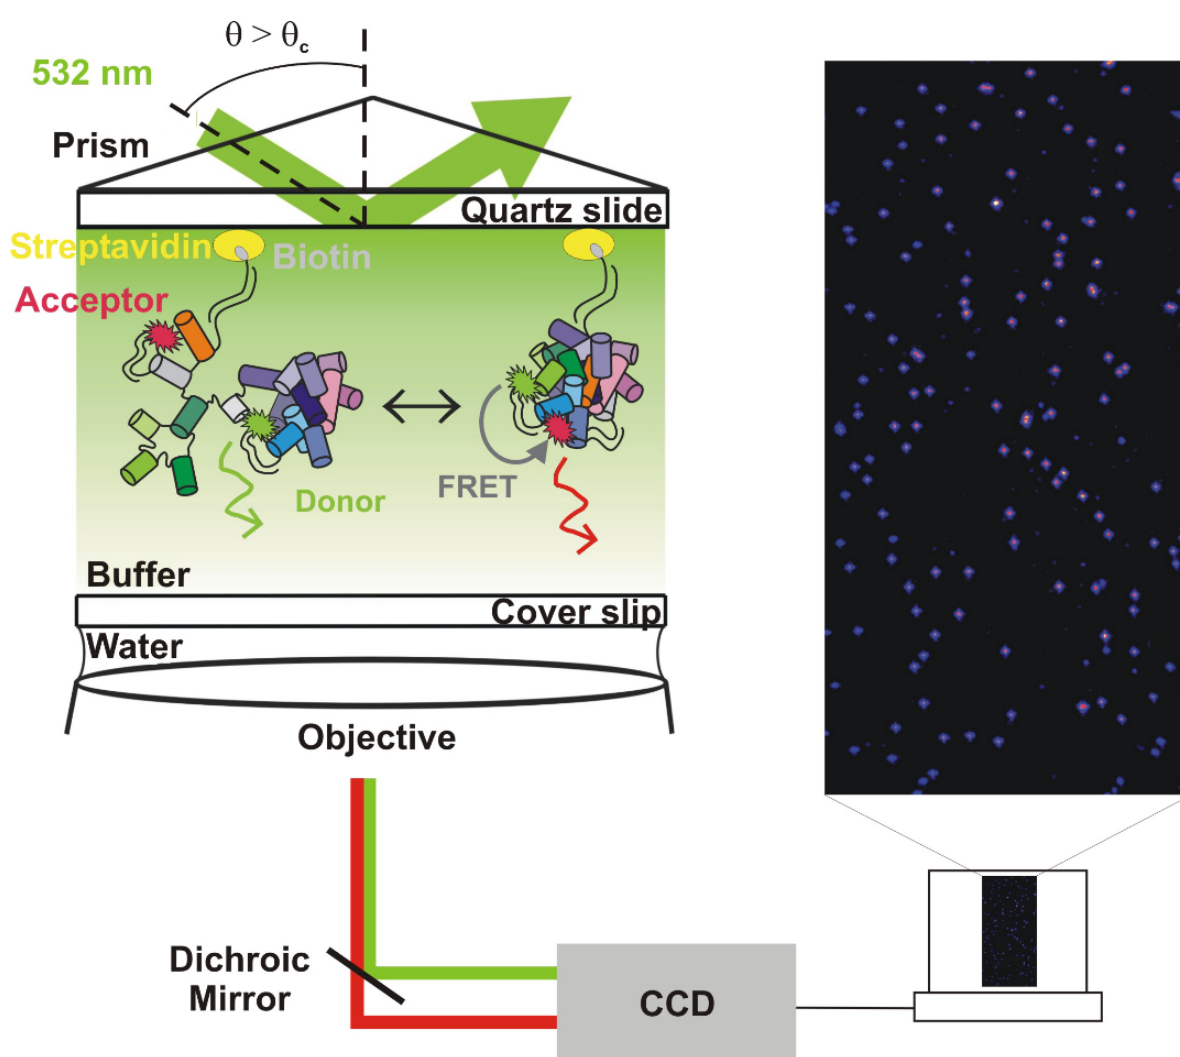 θ > θc
532 nm
Prism
Quartz slide
Streptavidin
Biotin
Acceptor
FRET
Donor
Buffer
Cover slip
Water
Objective
Dichroic
Mirror
CCD